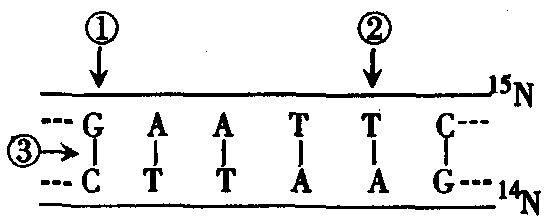 ① ②
¹⁵N
---G A A T T C---
③
---C T T A A G---
¹⁴N